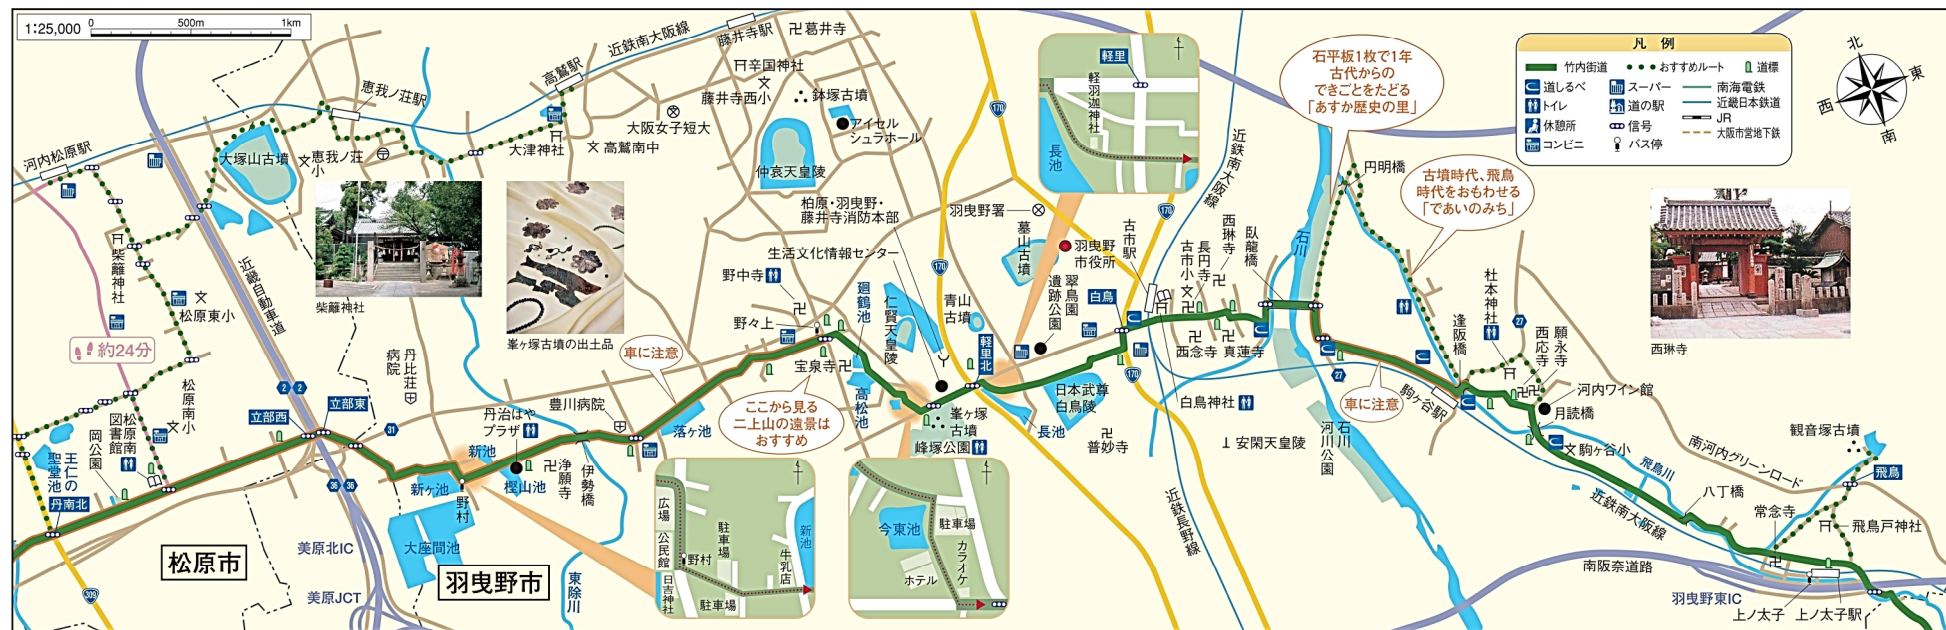 1:25,000
0
500m
1km
近鉄南大阪線
藤井寺駅
卍葛井寺
高鷲駅
恵我ノ荘駅
河内松原駅
大塚山古墳
恵我ノ荘
小
大津神社
高鷲南中
大阪女子短大
辛国神社
藤井寺西小
鉢塚古墳
アイセル
シュラホール
仲哀天皇陵
柏原・羽曳野・
藤井寺消防本部
生活文化情報センター
野中寺
野々上
廻鶴池
仁賢天皇陵
青山
古墳
羽曳野署
墓山古墳
羽曳野
市役所
翠鳥園
遺跡公園
軽里
軽羽迦神社
長池
170
170
170
170
近鉄南大阪線
古市駅
白鳥
古市小
長円寺
西琳寺
臥龍橋
石川
西念寺
真蓮寺
白鳥神社
石平板1枚で1年
古代からの
できごとをたどる
「あすか歴史の里」
円明橋
古墳時代、飛鳥
時代をおもわせる
「であいのみち」
凡例
竹内街道
おすすめルート
道標
道しるべ
トイレ
休憩所
コンビニ
スーパー
道の駅
信号
バス停
南海電鉄
近畿日本鉄道
JR
大阪市営地下鉄
北
東
西
南
西琳寺
柴籬神社
峯ヶ塚古墳の出土品
柴籬神社
松原東小
近畿自動車道
約24分
松原南小
丹比荘
病院
松原南
図書館
岡公園
王仁の
聖堂池
丹南北
立部西
立部東
2
2
31
36
36
309
松原市
羽曳野市
美原北IC
美原JCT
大座間池
新ヶ池
新池
野村
丹治はや
プラザ
樫山池
浄願寺
伊勢橋
豊川病院
東除川
車に注意
落ヶ池
宝泉寺
ここから見る
二上山の遠景は
おすすめ
高松池
軽里北
峯ヶ塚
古墳
峰塚公園
長池
日本武尊
白鳥陵
普妙寺
安閑天皇陵
近鉄長野線
石川
河川公園
広場
公民館
日吉神社
野村
駐車場
駐車場
牛乳店
新池
今東池
駐車場
カライケ
ホテル
27
27
車に注意
駒ヶ谷駅
逢阪橋
杜本神社
西応寺
願永寺
河内ワイン館
月読橋
駒ヶ谷小
飛鳥川
近鉄南大阪線
南河内グリーンロード
八丁橋
観音塚古墳
飛鳥
常念寺
飛鳥戸神社
南阪奈道路
羽曳野東IC
上ノ太子
上ノ太子駅